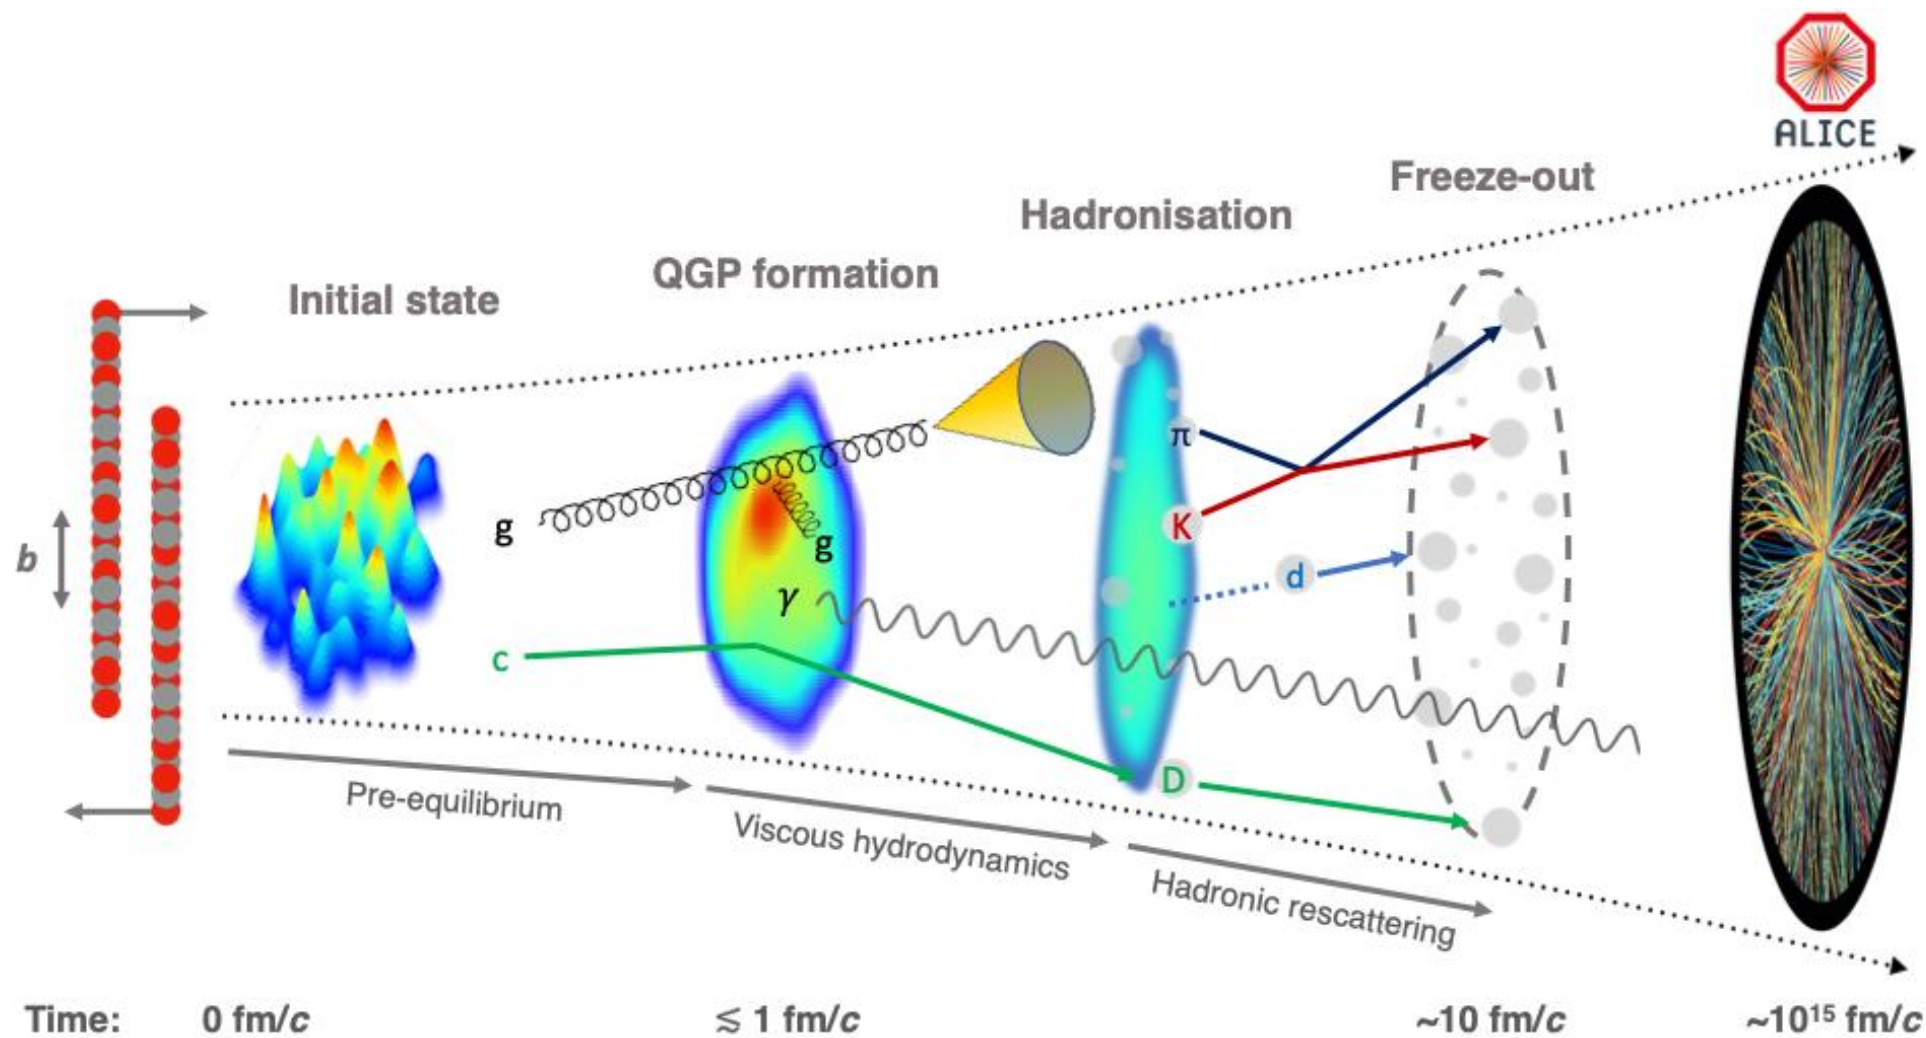 ALICE
Freeze-out
Hadronisation
QGP formation
Initial state
b
g
g
γ
c
π
K
d
D
Pre-equilibrium
Viscous hydrodynamics
Hadronic rescattering
Time: 0 fm/c ≲ 1 fm/c ~10 fm/c ~10¹⁵ fm/c